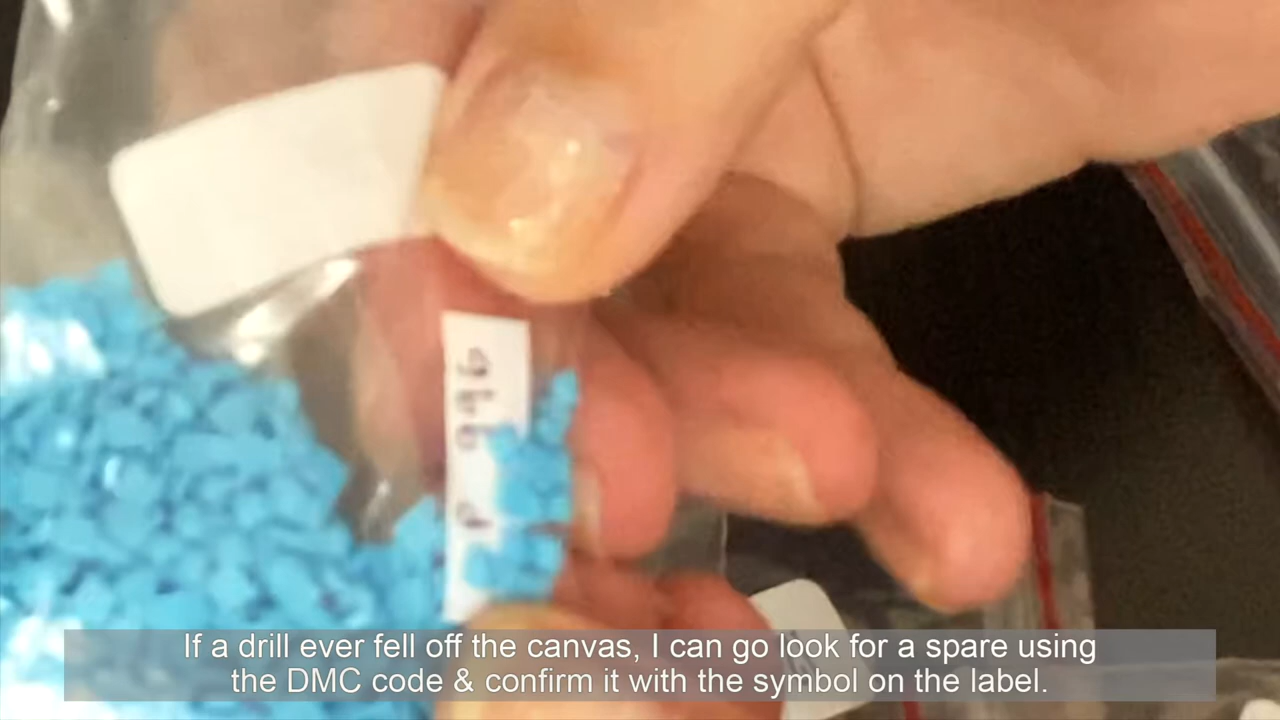 If a drill ever fell off the canvas, I can go look for a spare using
the DMC code & confirm it with the symbol on the label.